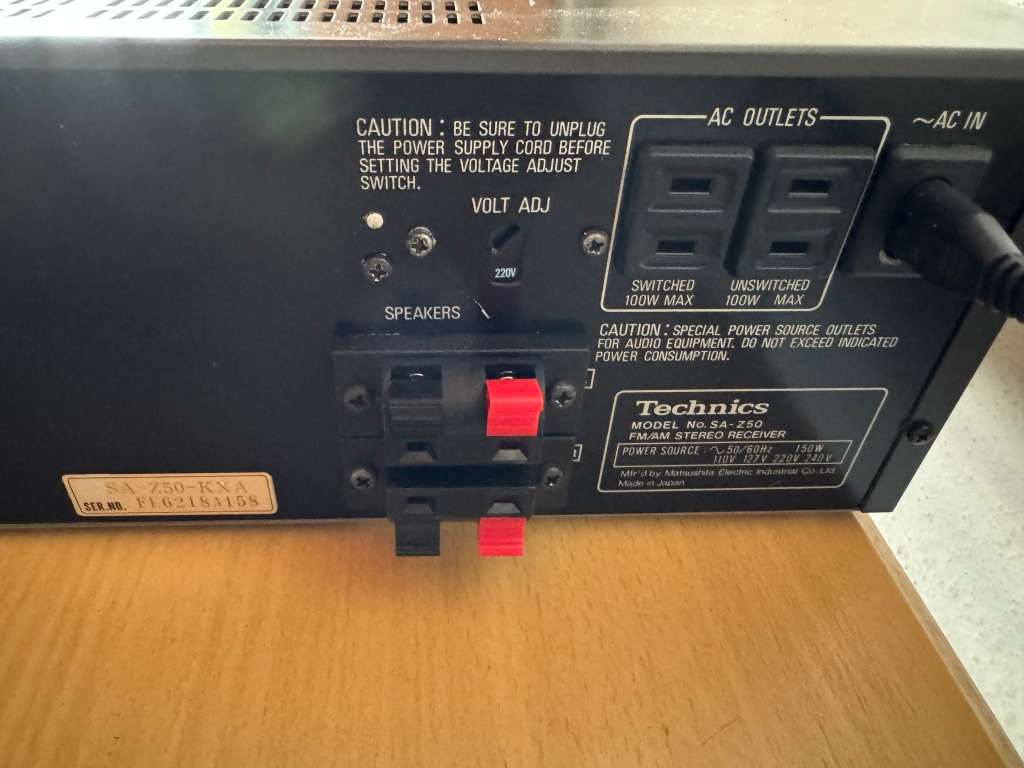 CAUTION : BE SURE TO UNPLUG
THE POWER SUPPLY CORD BEFORE
SETTING THE VOLTAGE ADJUST
SWITCH.
VOLT ADJ
220V
AC OUTLETS
SWITCHED
100W MAX
UNSWITCHED
100W MAX
~AC IN
SPEAKERS
CAUTION : SPECIAL POWER SOURCE OUTLETS
FOR AUDIO EQUIPMENT. DO NOT EXCEED INDICATED
POWER CONSUMPTION.
Technics
MODEL No. SA-Z50
FM/AM STEREO RECEIVER
POWER SOURCE : ∿ 50/60Hz 150W
110V 127V 220V 240V
Mfr'd by Matsushita Electric Industrial Co. Ltd
Made in Japan
SA-Z50-KXA
SER.NO. FE6218A158